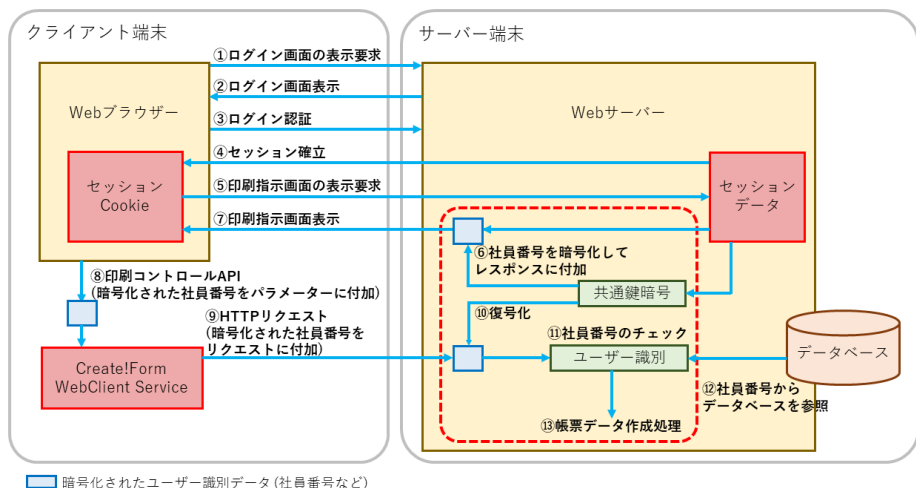 クライアント端末
サーバー端末
①ログイン画面の表示要求
②ログイン画面表示
Webブラウザー
Webサーバー
③ログイン認証
④セッション確立
セッション
Cookie
⑤印刷指示画面の表示要求
セッション
データ
⑦印刷指示画面表示
⑥社員番号を暗号化して
レスポンスに付加
⑧印刷コントロールAPI
(暗号化された社員番号をパラメーターに付加)
共通鍵暗号
⑨HTTPリクエスト
(暗号化された社員番号を
リクエストに付加)
⑩復号化
⑪社員番号のチェック
ユーザー識別
データベース
Create!Form
WebClient Service
⑫社員番号から
データベースを参照
⑬帳票データ作成処理
暗号化されたユーザー識別データ(社員番号など)